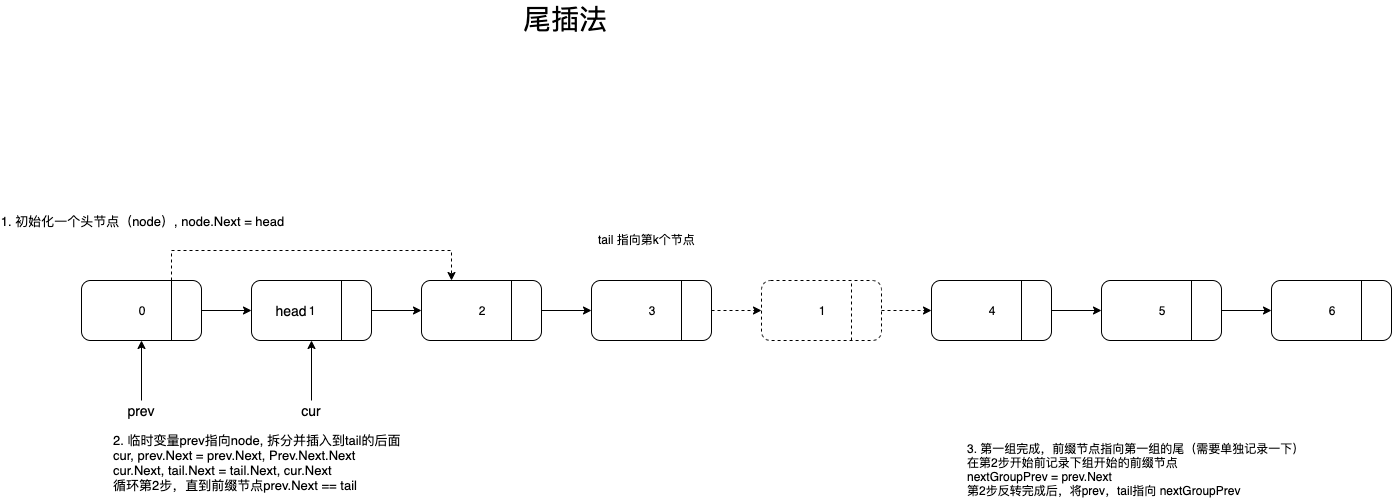 尾插法
1. 初始化一个头节点（node）, node.Next = head
tail 指向第k个节点
0
head 1
2
3
1
4
5
6
prev
cur
2. 临时变量prev指向node, 拆分并插入到tail的后面
cur, prev.Next = prev.Next, Prev.Next.Next
cur.Next, tail.Next = tail.Next, cur.Next
循环第2步，直到前缀节点prev.Next == tail
3. 第一组完成，前缀节点指向第一组的尾（需要单独记录一下）
在第2步开始前记录下组开始的前缀节点
nextGroupPrev = prev.Next
第2步反转完成后，将prev，tail指向 nextGroupPrev